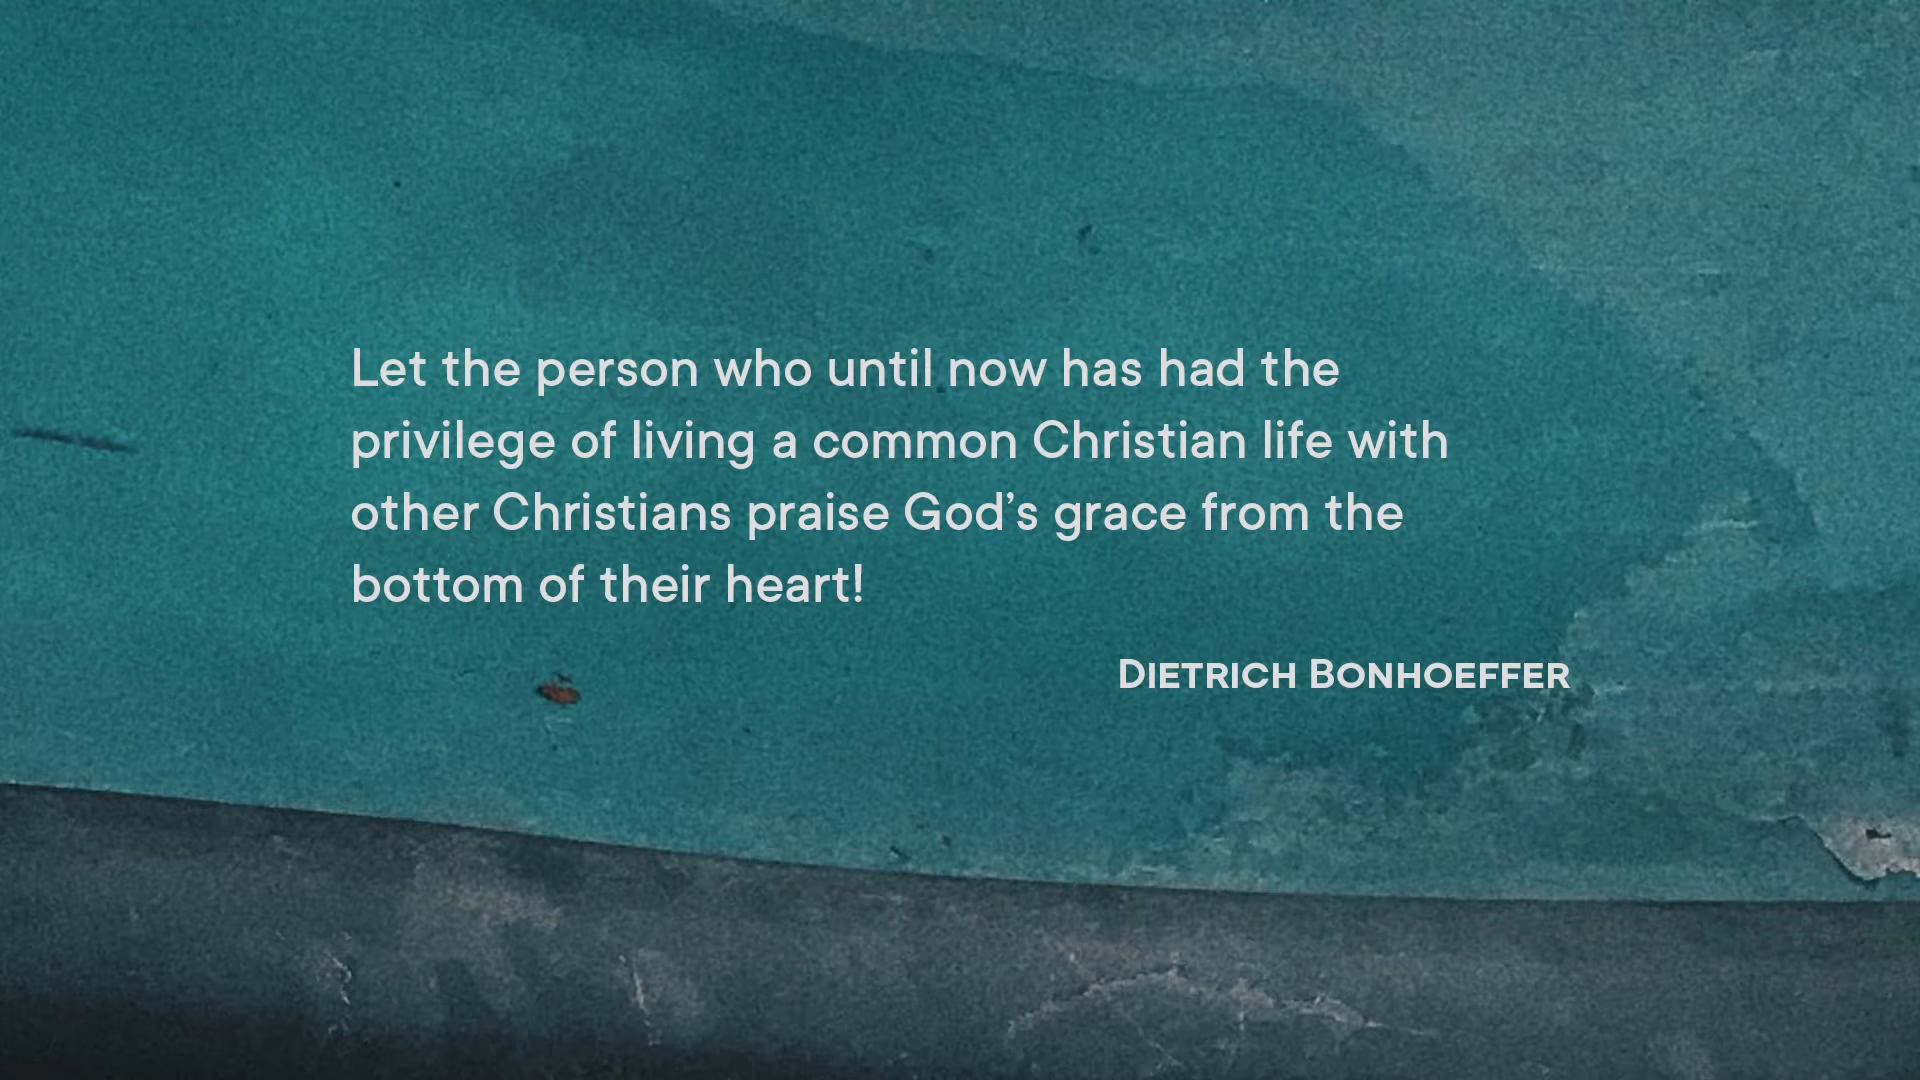 Let the person who until now has had the
privilege of living a common Christian life with
other Christians praise God’s grace from the
bottom of their heart!
Dietrich Bonhoeffer